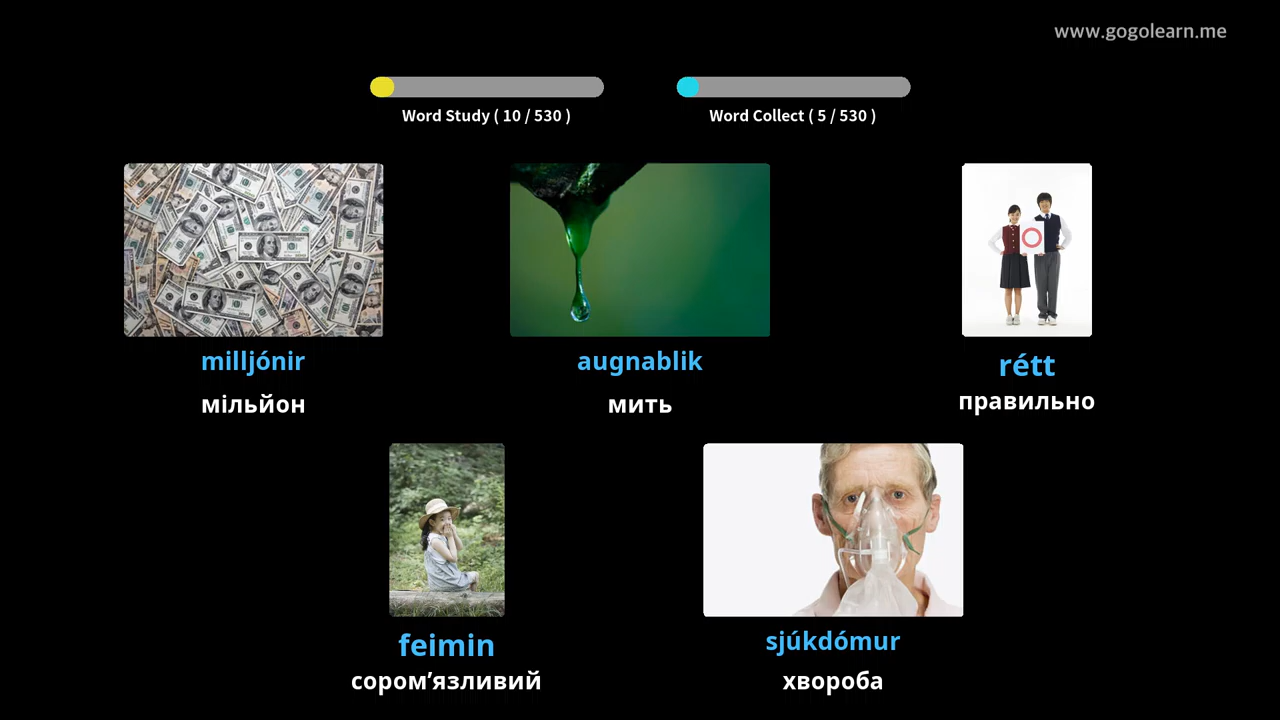 www.gogolearn.me
Word Study ( 10 / 530 )
Word Collect ( 5 / 530 )
milljónir
мільйон
augnablik
мить
rétt
правильно
feimin
сором’язливий
sjúkdómur
хвороба